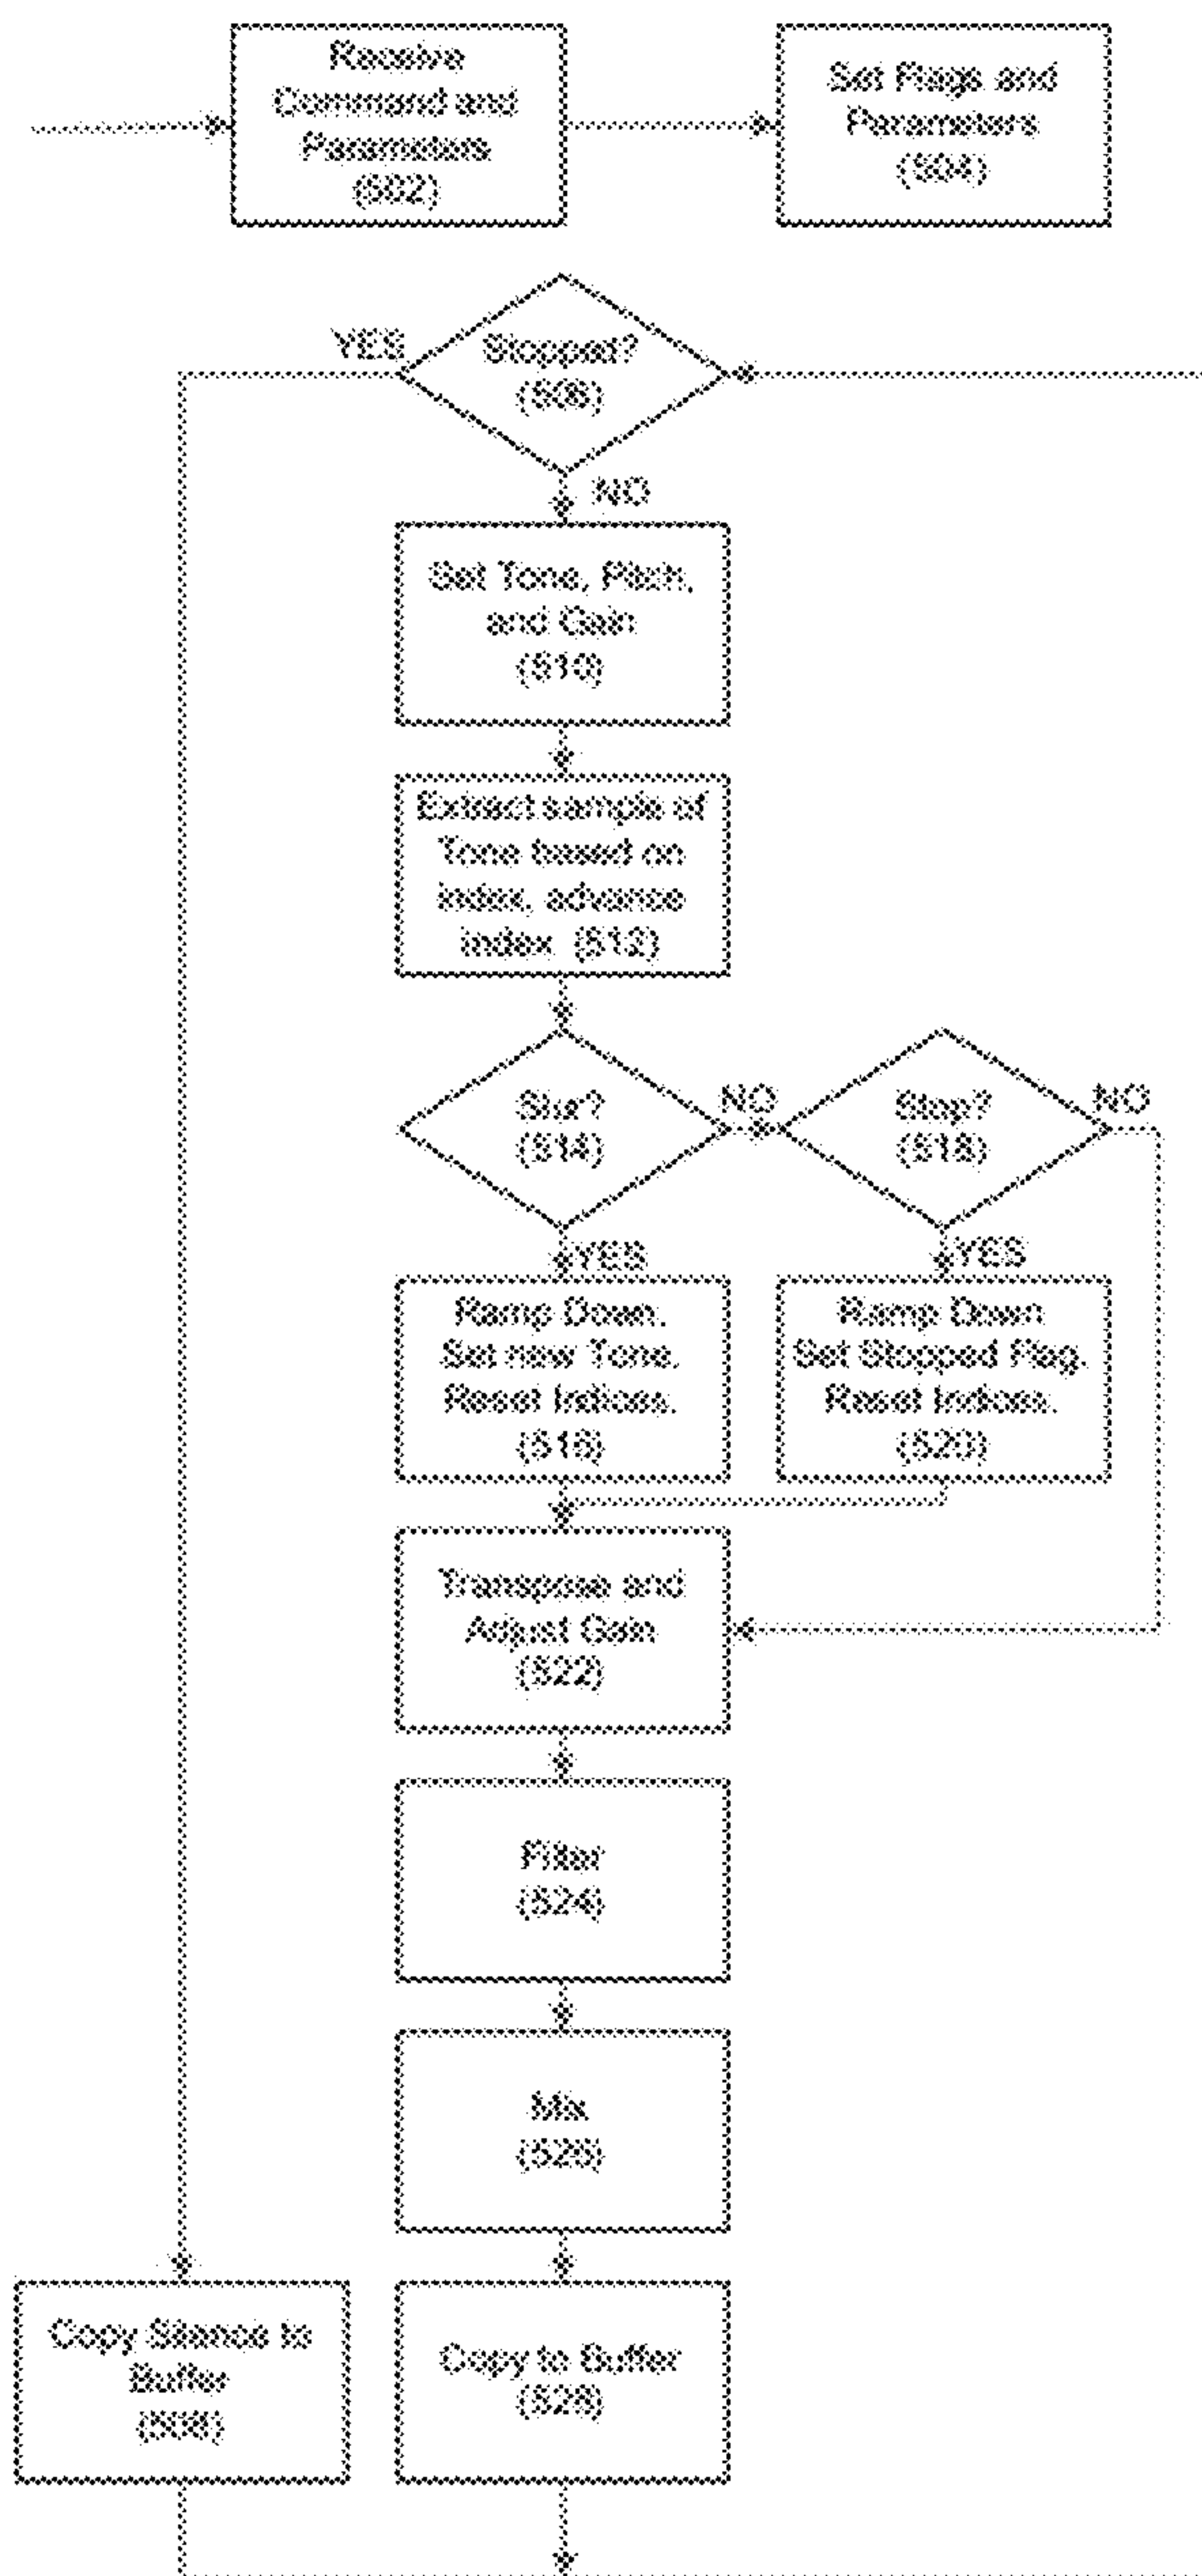 Receive
Command and
Parameters
(502)
Set Flags and
Parameters
(504)
YES
Stopped?
(506)
NO
Set Tone, Pitch,
and Gain
(510)
Extract sample of
Tone based on
index, advance
index (512)
Slur?
(514)
NO
Stop?
(518)
NO
YES
YES
Ramp Down.
Set new Tone.
Reset Indices.
(516)
Ramp Down
Set Stopped Flag.
Reset Indices.
(520)
Transpose and
Adjust Gain
(522)
Filter
(524)
Mix
(526)
Copy Silence to
Buffer
(508)
Copy to Buffer
(528)